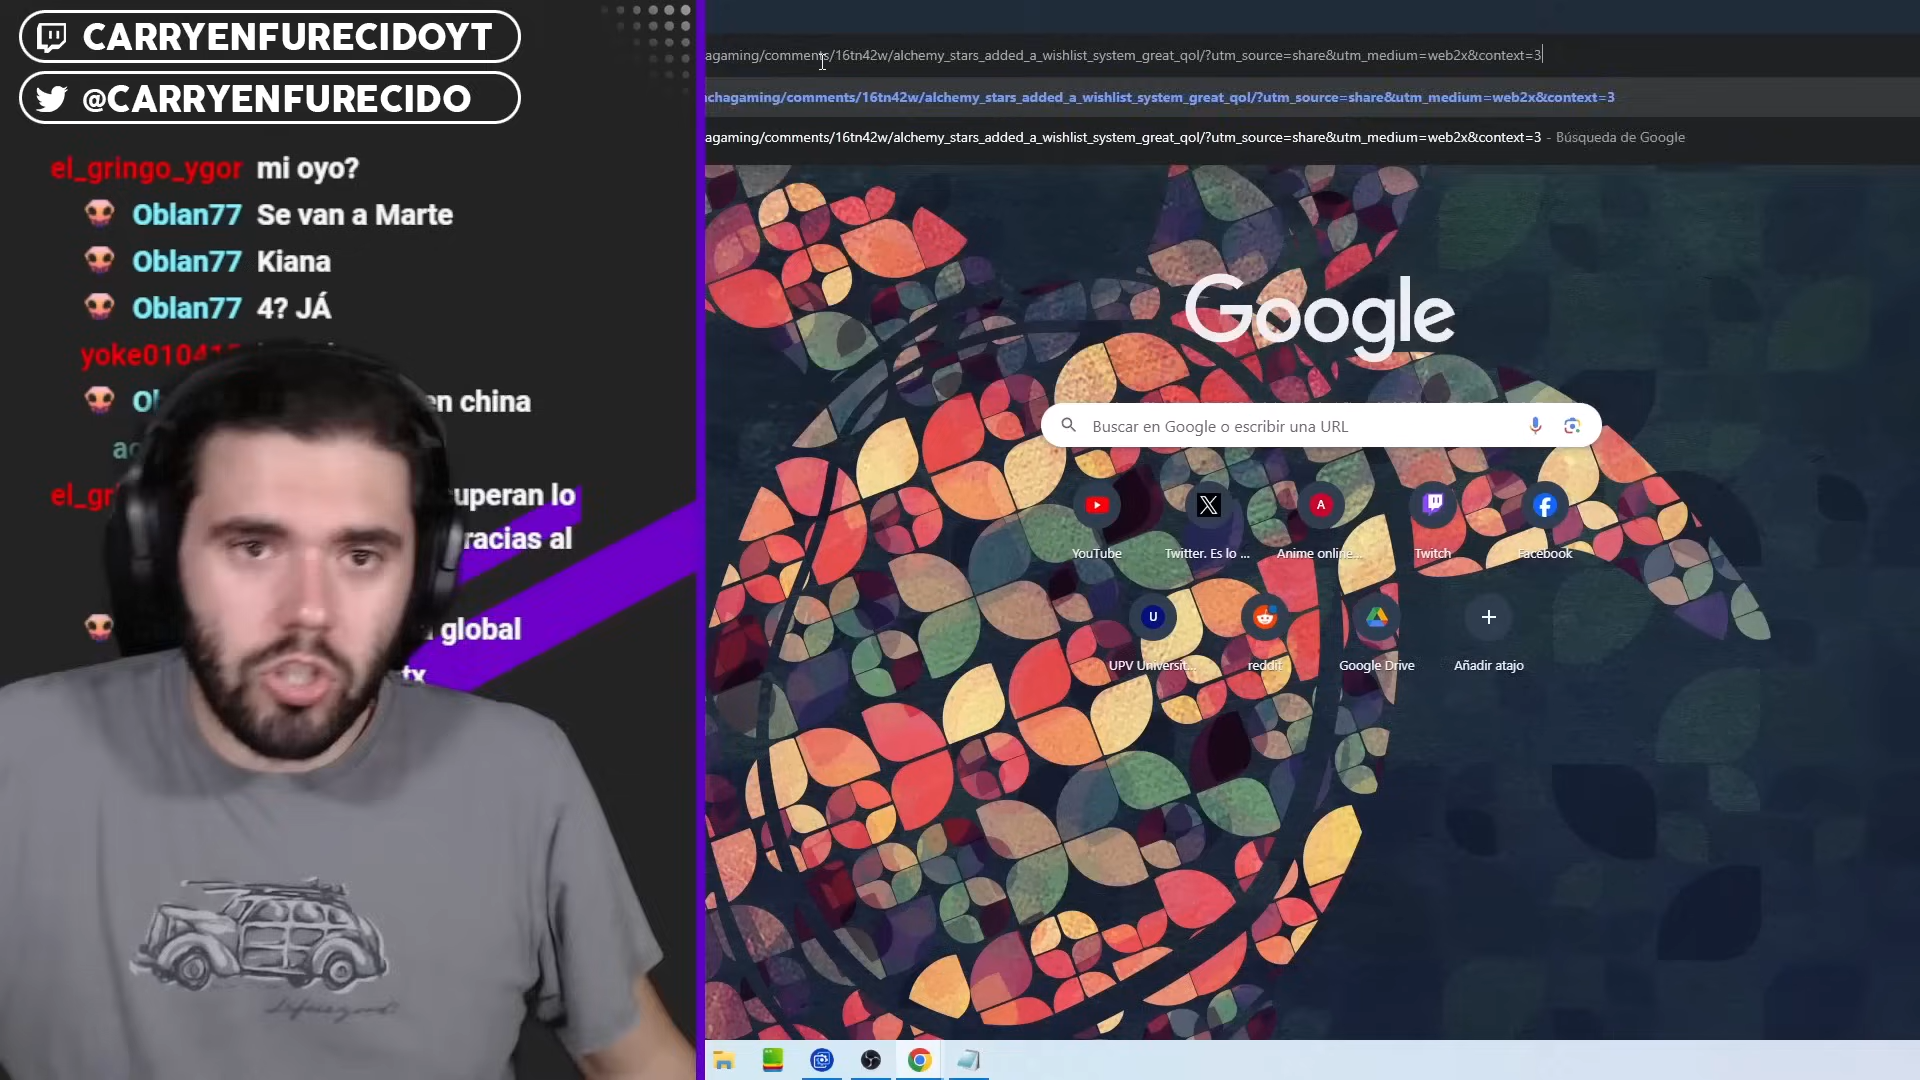 CARRYENFURECIDOYT
@CARRYENFURECIDO
el_gringo_ygor mi oyo?
Oblan77 Se van a Marte
Oblan77 Kiana
Oblan77 4? JÁ
en china
uperan lo
racias al
global
agaming/comments/16tn42w/alchemy_stars_added_a_wishlist_system_great_qol/?utm_source=share&utm_medium=web2x&context=3
chagaming/comments/16tn42w/alchemy_stars_added_a_wishlist_system_great_qol/?utm_source=share&utm_medium=web2x&context=3
agaming/comments/16tn42w/alchemy_stars_added_a_wishlist_system_great_qol/?utm_source=share&utm_medium=web2x&context=3 - Búsqueda de Google
Google
Buscar en Google o escribir una URL
A
YouTube
Twitter. Es lo ...
Anime online...
Twitch
Facebook
U
UPV Universit...
reddit
Google Drive
Añadir atajo